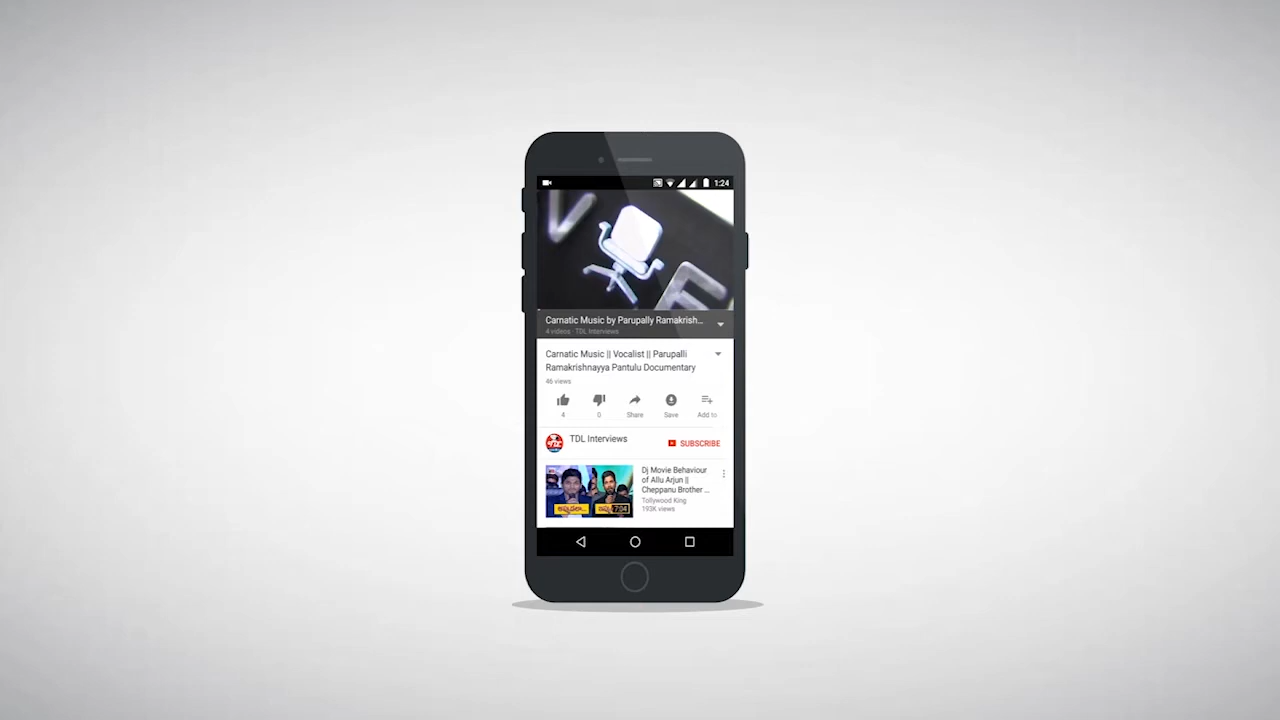 1:24
Carnatic Music by Parupally Ramakrish...
4 videos · TDL Interviews
Carnatic Music || Vocalist || Parupalli
Ramakrishnayya Pantulu Documentary
46 views
4
0
Share
Save
Add to
TDL Interviews
SUBSCRIBE
Dj Movie Behaviour
of Allu Arjun ||
Cheppanu Brother ...
Tollywood King
193K views
7:04